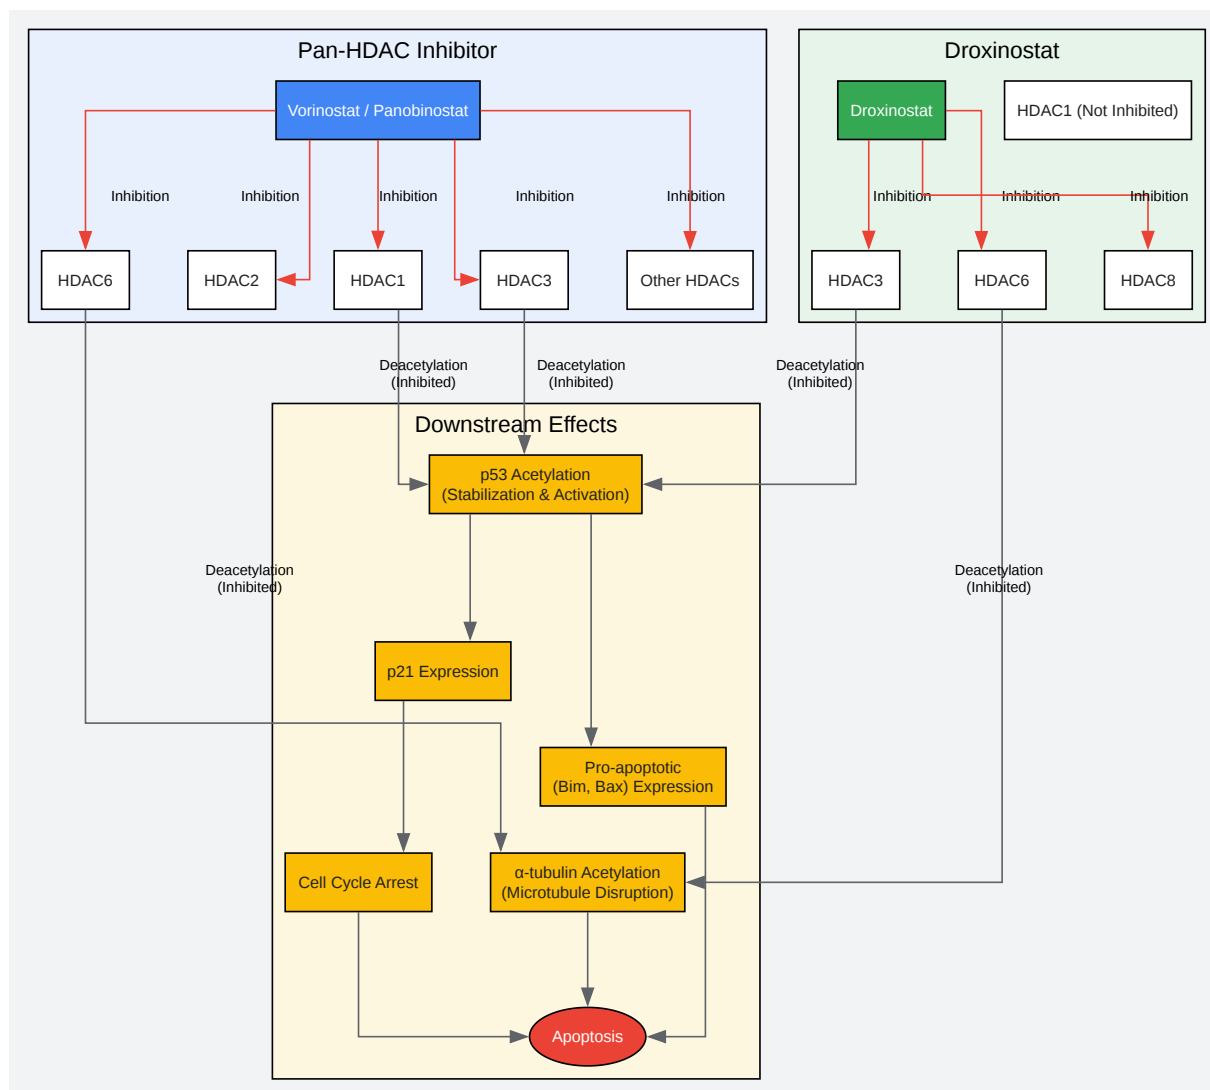 Pan-HDAC Inhibitor
Droxinostat
Vorinostat / Panobinostat
Droxinostat
HDAC1 (Not Inhibited)
Inhibition
Inhibition
Inhibition
Inhibition
Inhibition
Inhibition
Inhibition
Inhibition
HDAC6
HDAC2
HDAC1
HDAC3
Other HDACs
HDAC3
HDAC6
HDAC8
Deacetylation
(Inhibited)
Deacetylation
(Inhibited)
Deacetylation
(Inhibited)
Downstream Effects
p53 Acetylation
(Stabilization & Activation)
Deacetylation
(Inhibited)
Deacetylation
(Inhibited)
p21 Expression
Pro-apoptotic
(Bim, Bax) Expression
Cell Cycle Arrest
α-tubulin Acetylation
(Microtubule Disruption)
Apoptosis